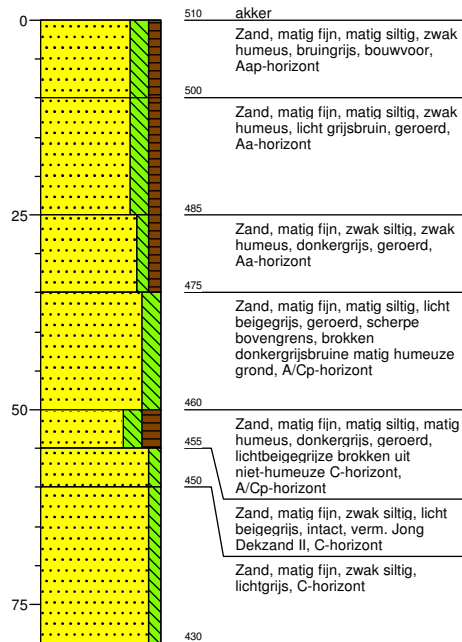 0
25
50
75
510 akker
Zand, matig fijn, matig siltig, zwak
humeus, bruingrijs, bouwvoor,
Aap-horizont
500
Zand, matig fijn, matig siltig, zwak
humeus, licht grijsbruin, geroerd,
Aa-horizont
485
Zand, matig fijn, zwak siltig, zwak
humeus, donkergrijs, geroerd,
Aa-horizont
475
Zand, matig fijn, matig siltig, licht
beigegrijs, geroerd, scherpe
bovengrens, brokken
donkergrijsbruine matig humeuze
grond, A/Cp-horizont
460
Zand, matig fijn, matig siltig, matig
humeus, donkergrijs, geroerd,
lichtbeigegrijze brokken uit
niet-humeuze C-horizont,
A/Cp-horizont
455
Zand, matig fijn, zwak siltig, licht
beigegrijs, intact, verm. Jong
Dekzand II, C-horizont
450
Zand, matig fijn, zwak siltig,
lichtgrijs, C-horizont
430